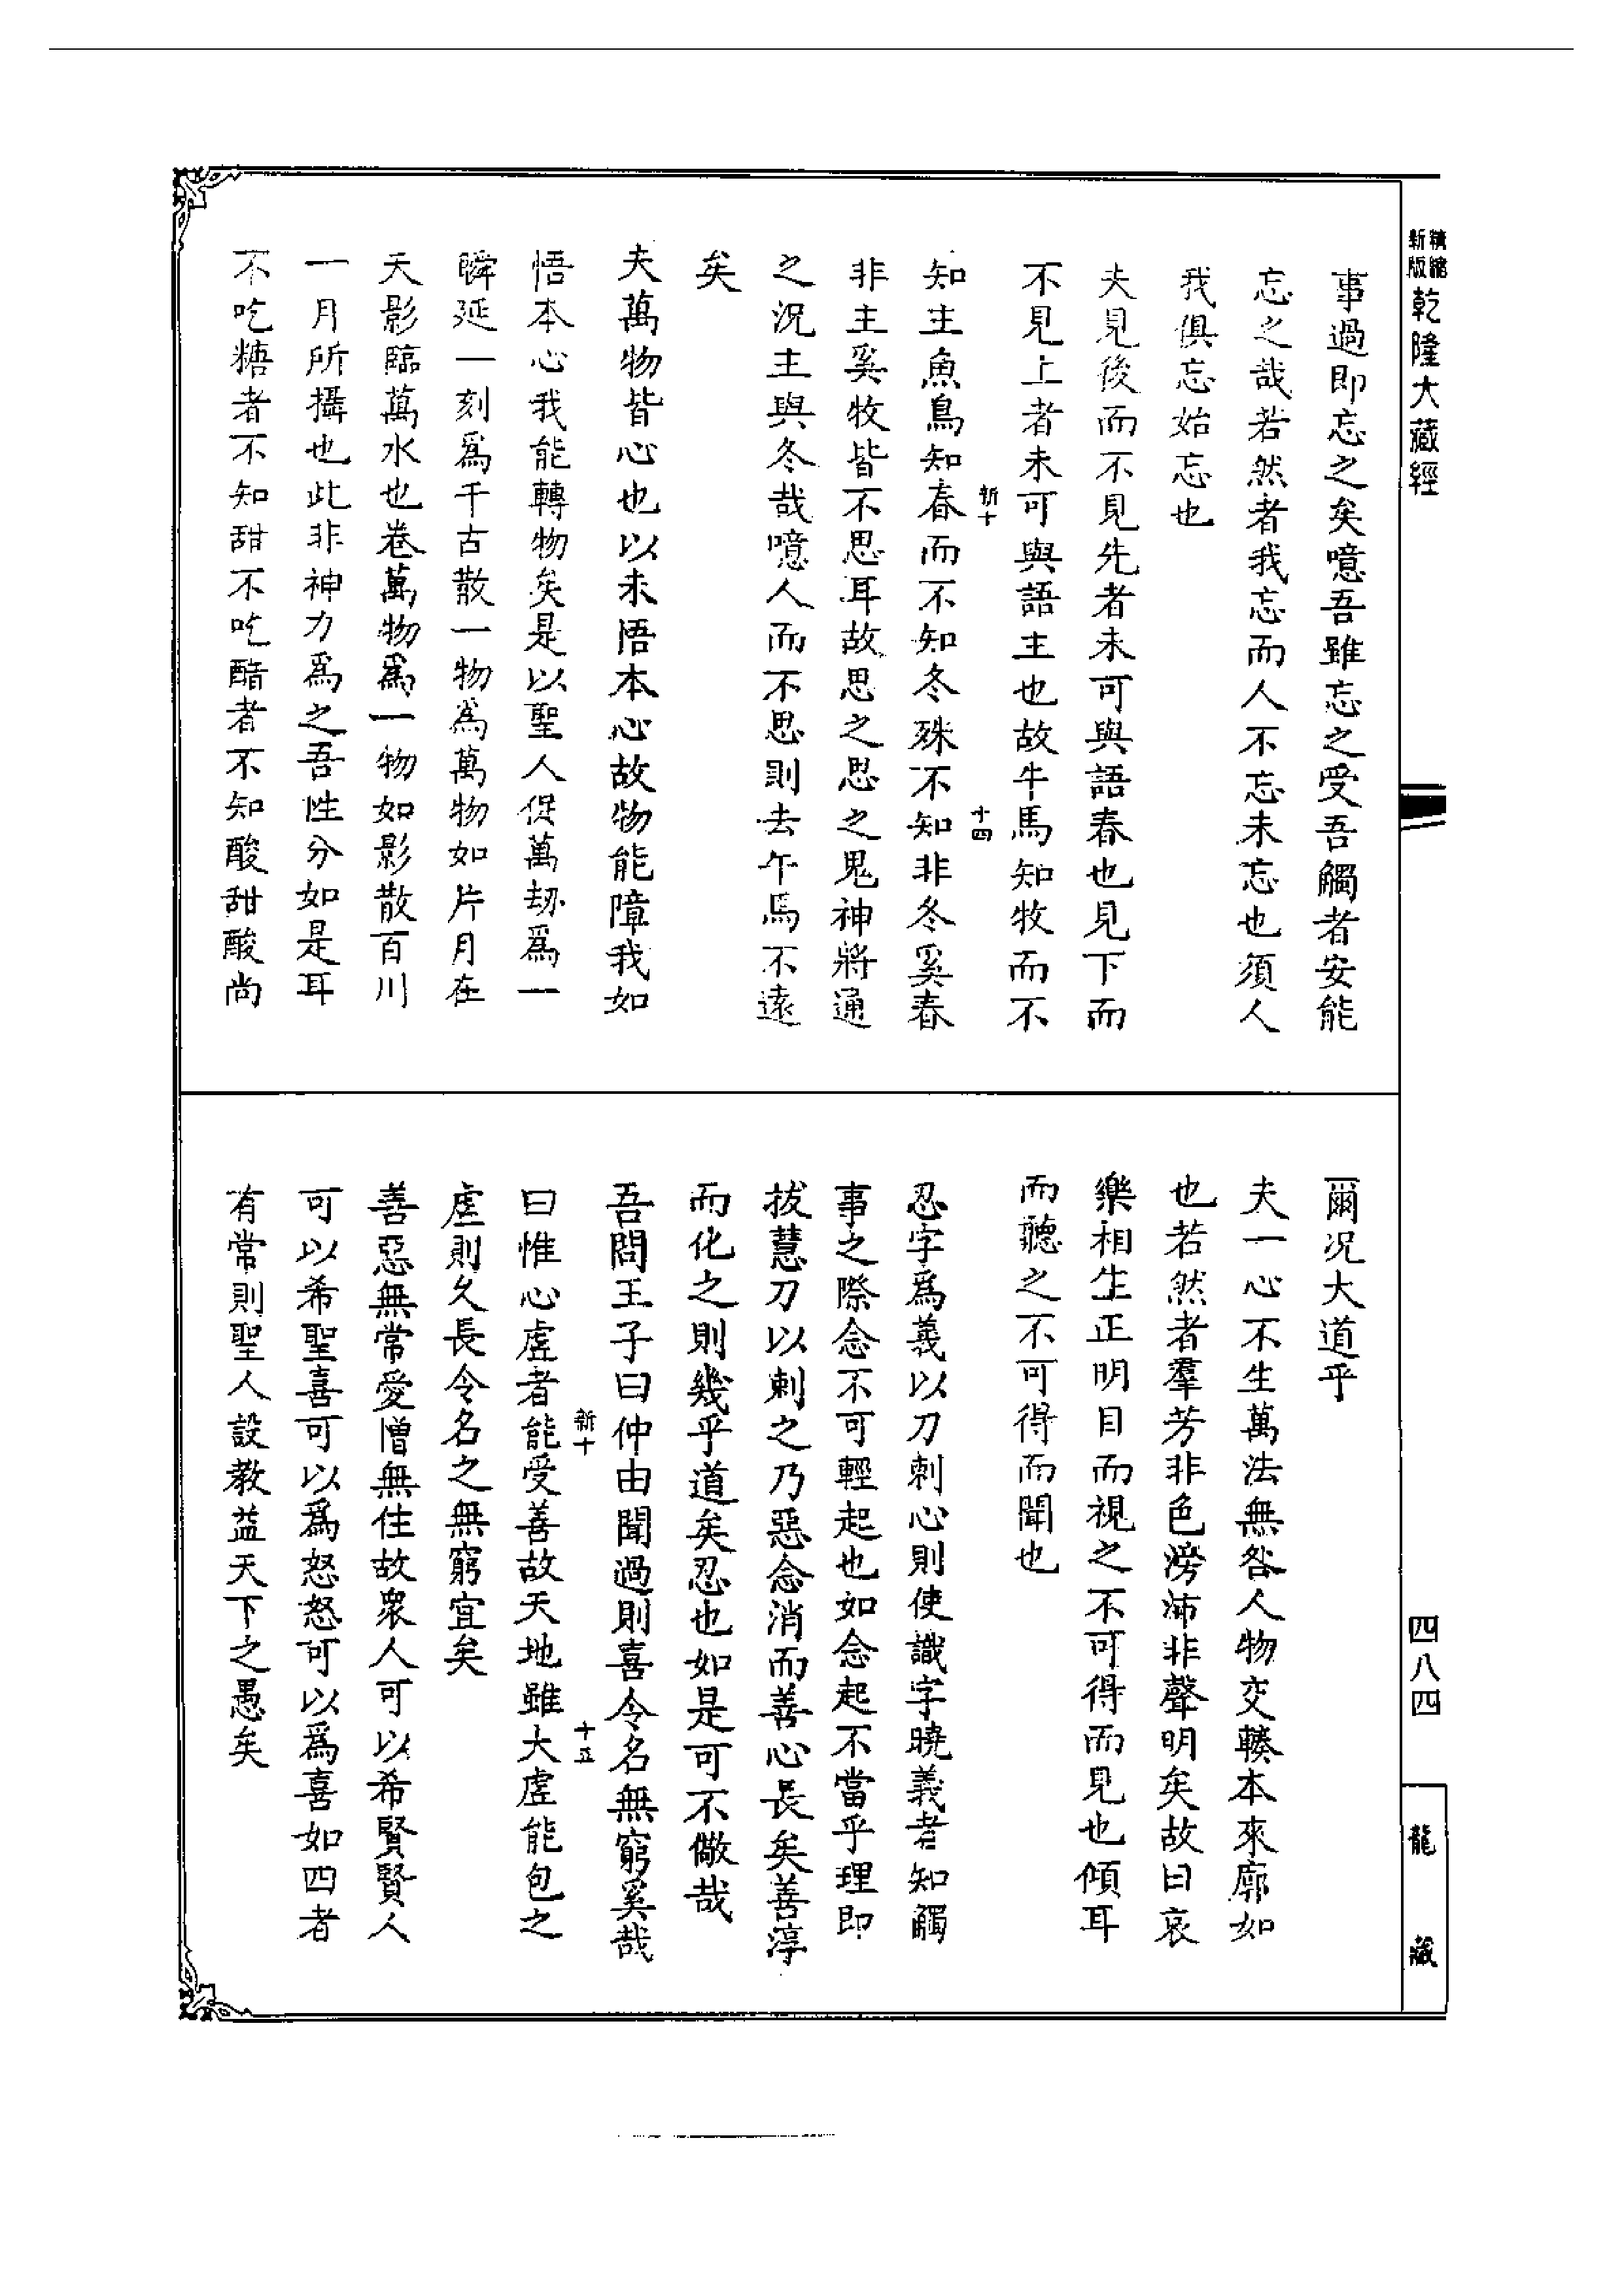 精縮
新版
乾隆大藏經
四八四
龍藏
事過即忘之矣噫吾雖忘之受吾觸者安能
忘之哉若然者我忘而人不忘未忘也須人
我俱忘始忘也
夫見後而不見先者未可與語春也見下而
不見上者未可與語主也故牛馬知牧而不
新十
十四
知主魚鳥知春而不知冬殊不知非冬奚春
非主奚牧皆不思耳故思之思之鬼神將通
之況主與冬哉噫人而不思則去午馬不遠
矣
夫萬物皆心也以未悟本心故物能障我如
悟本心我能轉物矣是以聖人促萬劫爲一
瞬延一刻爲千古散一物爲萬物如片月在
天影臨萬水也卷萬物爲一物如影散百川
一月所攝也此非神力爲之吾性分如是耳
不吃糖者不知甜不吃醋者不知酸甜酸尚
爾況大道乎
夫一心不生萬法無咎人物交轇本來廓如
也若然者羣芳非色滂沛非聲明矣故曰哀
樂相生正明目而視之不可得而見也傾耳
而聽之不可得而聞也
忍字爲義以刀刺心則使識字曉義者知觸
事之際念不可輕起也如念起不當乎理即
拔慧刀以刺之乃惡念消而善心長矣善淳
而化之則幾乎道矣忍也如是可不儆哉
吾問王子曰仲由聞過則喜令名無窮奚哉
新十
十五
曰惟心虛者能受善故天地雖大虛能包之
虛則久長令名之無窮宜矣
善惡無常愛憎無住故眾人可以希賢賢人
可以希聖喜可以爲怒怒可以爲喜如四者
有常則聖人設教益天下之愚矣